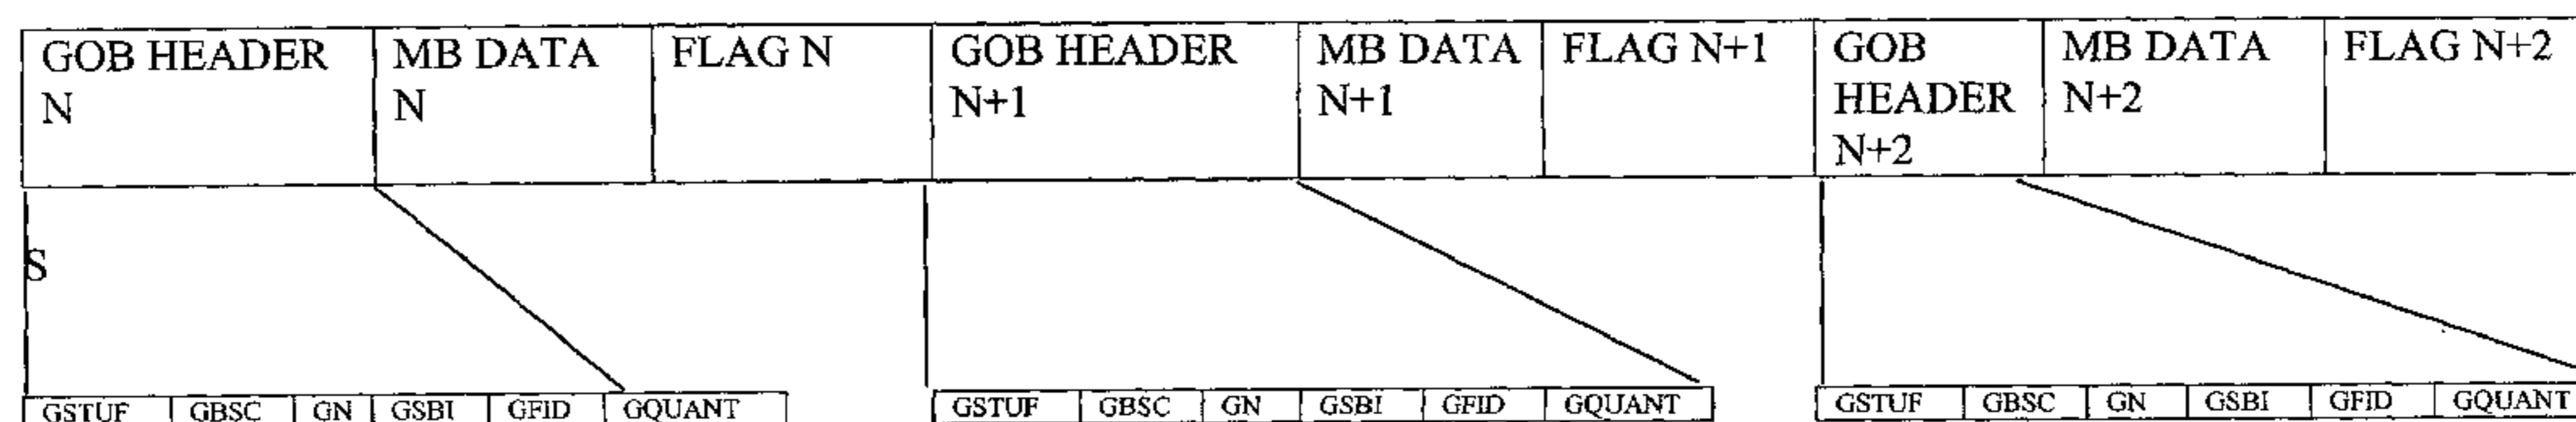 GOB HEADER N MB DATA N FLAG N GOB HEADER N+1 MB DATA N+1 FLAG N+1 GOB HEADER N+2 MB DATA N+2 FLAG N+2
S
GSTUF GBSC GN GSBI GFID GQUANT GSTUF GBSC GN GSBI GFID GQUANT GSTUF GBSC GN GSBI GFID GQUANT